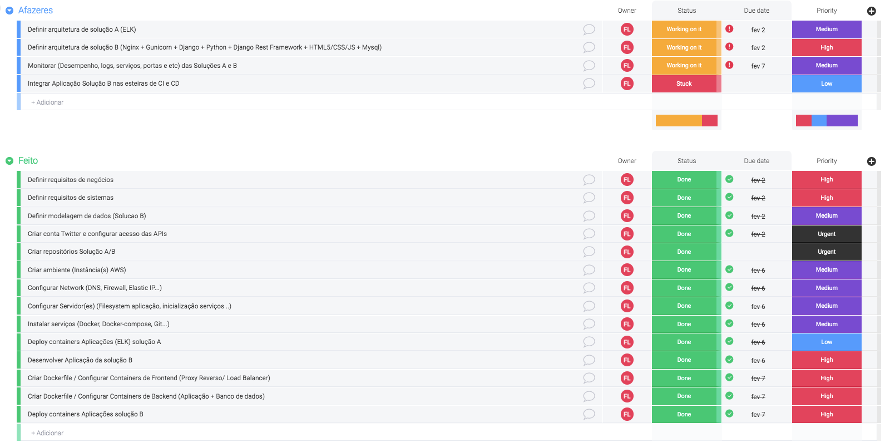 Afazeres Owner Status Due date Priority
Definir arquitetura de solução A (ELK) FL Working on it fev 2 Medium
Definir arquitetura de solução B (Nginx + Gunicorn + Django + Python + Django Rest Framework + HTML5/CSS/JS + Mysql) FL Working on it fev 2 High
Monitorar (Desempenho, logs, serviços, portas e etc) das Soluções A e B FL Working on it fev 7 Medium
Integrar Aplicação Solução B nas esteiras de CI e CD FL Stuck Low
+ Adicionar
Feito Owner Status Due date Priority
Definir requisitos de negócios FL Done fev 2 High
Definir requisitos de sistemas FL Done fev 2 High
Definir modelagem de dados (Solucao B) FL Done fev 2 Medium
Criar conta Twitter e configurar acesso das APIs FL Done fev 2 Urgent
Criar repositórios Solução A/B FL Done Urgent
Criar ambiente (Instância(s) AWS) FL Done fev 6 Medium
Configurar Network (DNS, Firewall, Elastic IP...) FL Done fev 6 Medium
Configurar Servidor(es) (Filesystem aplicação, inicialização serviços ..) FL Done fev 6 Medium
Instalar serviços (Docker, Docker-compose, Git...) FL Done fev 6 Medium
Deploy containers Aplicações (ELK) solução A FL Done fev 6 Low
Desenvolver Aplicação da solução B FL Done fev 6 High
Criar Dockerfile / Configurar Containers de Frontend (Proxy Reverso/ Load Balancer) FL Done fev 7 High
Criar Dockerfile / Configurar Containers de Backend (Aplicação + Banco de dados) FL Done fev 7 High
Deploy containers Aplicações solução B FL Done fev 7 High
+ Adicionar